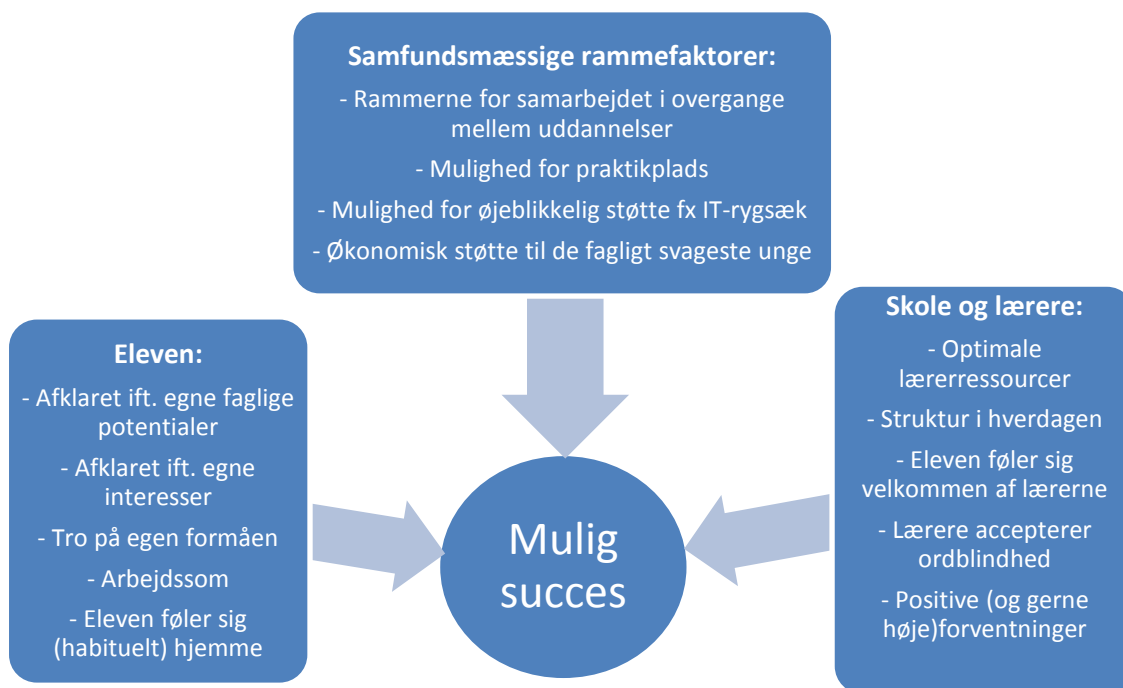 Samfundsmæssige rammefaktorer:
- Rammerne for samarbejdet i overgange
mellem uddannelser
- Mulighed for praktikplads
- Mulighed for øjeblikkelig støtte fx IT-rygsæk
- Økonomisk støtte til de fagligt svageste unge
Eleven:
- Afklaret ift. egne faglige
potentialer
- Afklaret ift. egne
interesser
- Tro på egen formåen
- Arbejdssom
- Eleven føler sig
(habituelt) hjemme
Mulig
succes
Skole og lærere:
- Optimale
lærerressourcer
- Struktur i hverdagen
- Eleven føler sig
velkommen af lærerne
- Lærere accepterer
ordblindhed
- Positive (og gerne
høje)forventninger